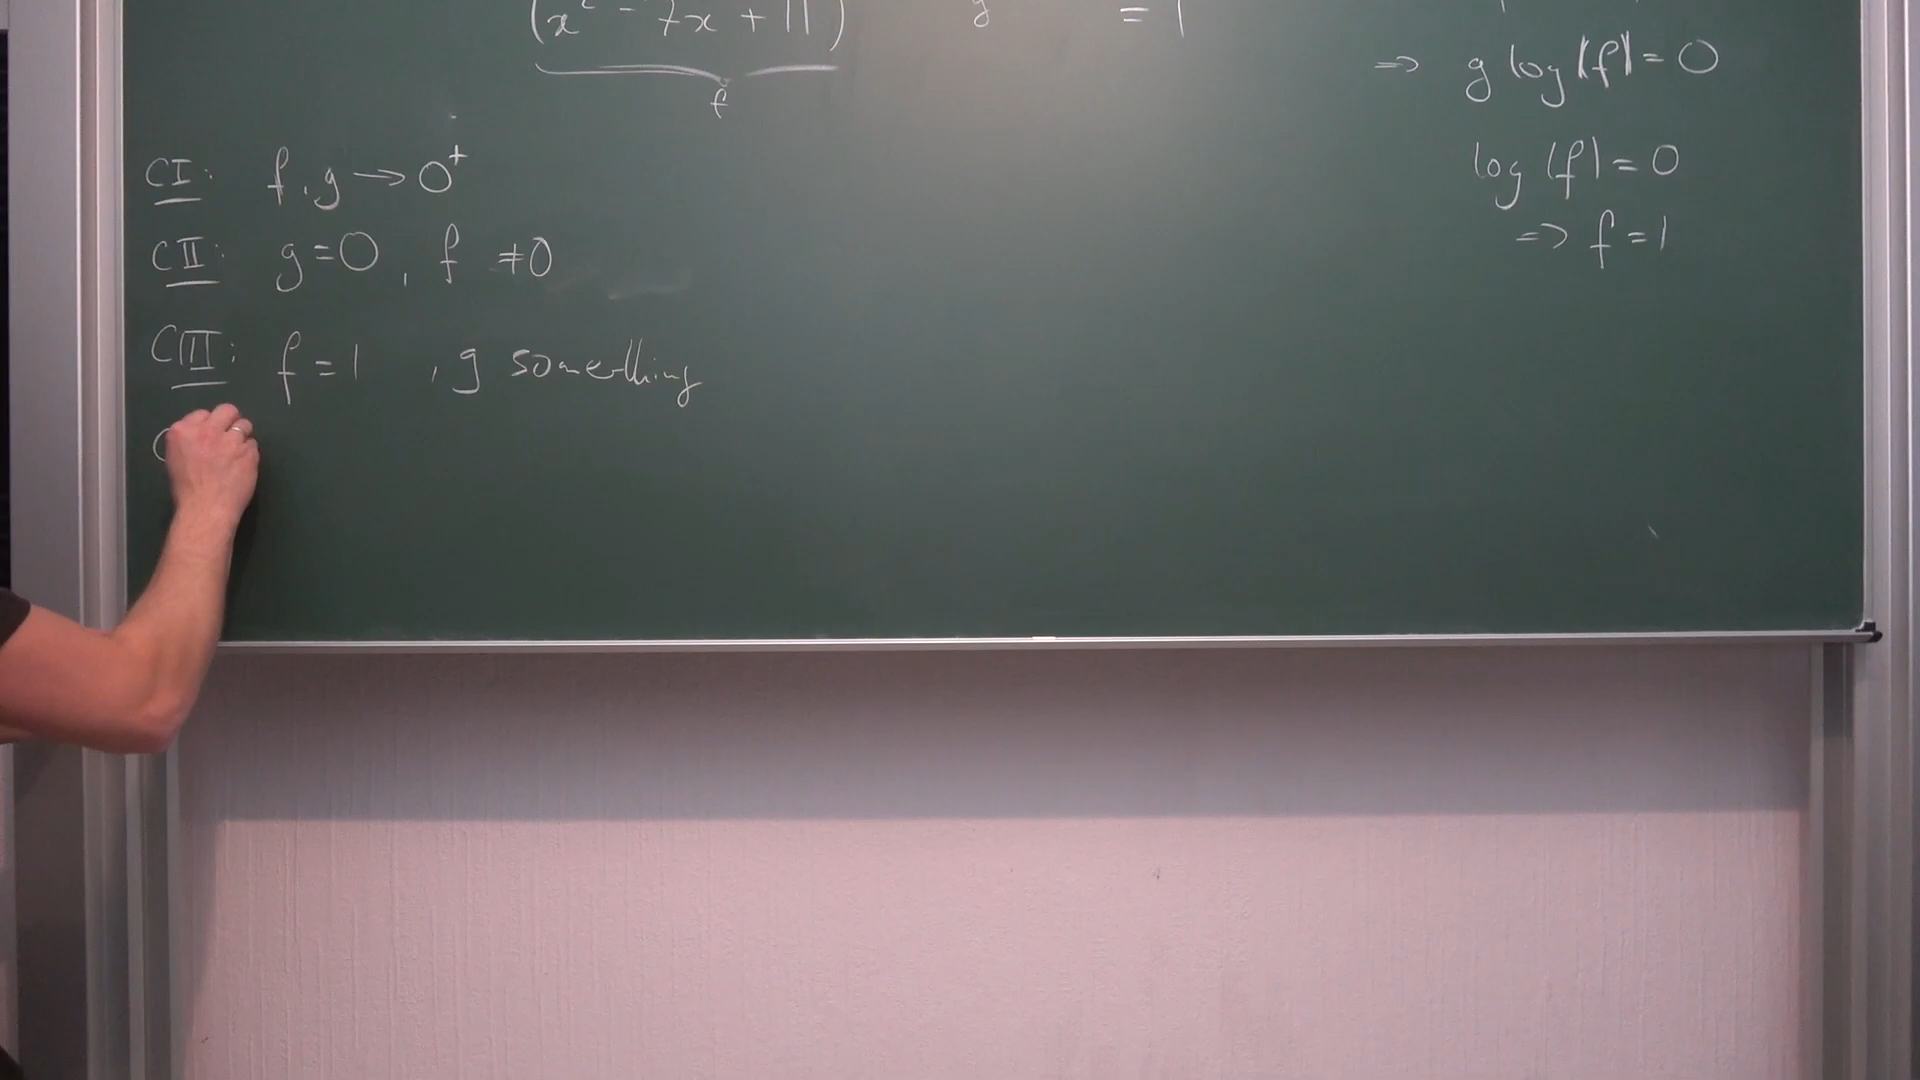 (x² - 7x + 11) g = 1
f
CI: f, g → 0⁺
CII: g=0, f ≠0
CIII: f=1, g something
C
=> g log|f|=0
log|f|=0
=> f=1